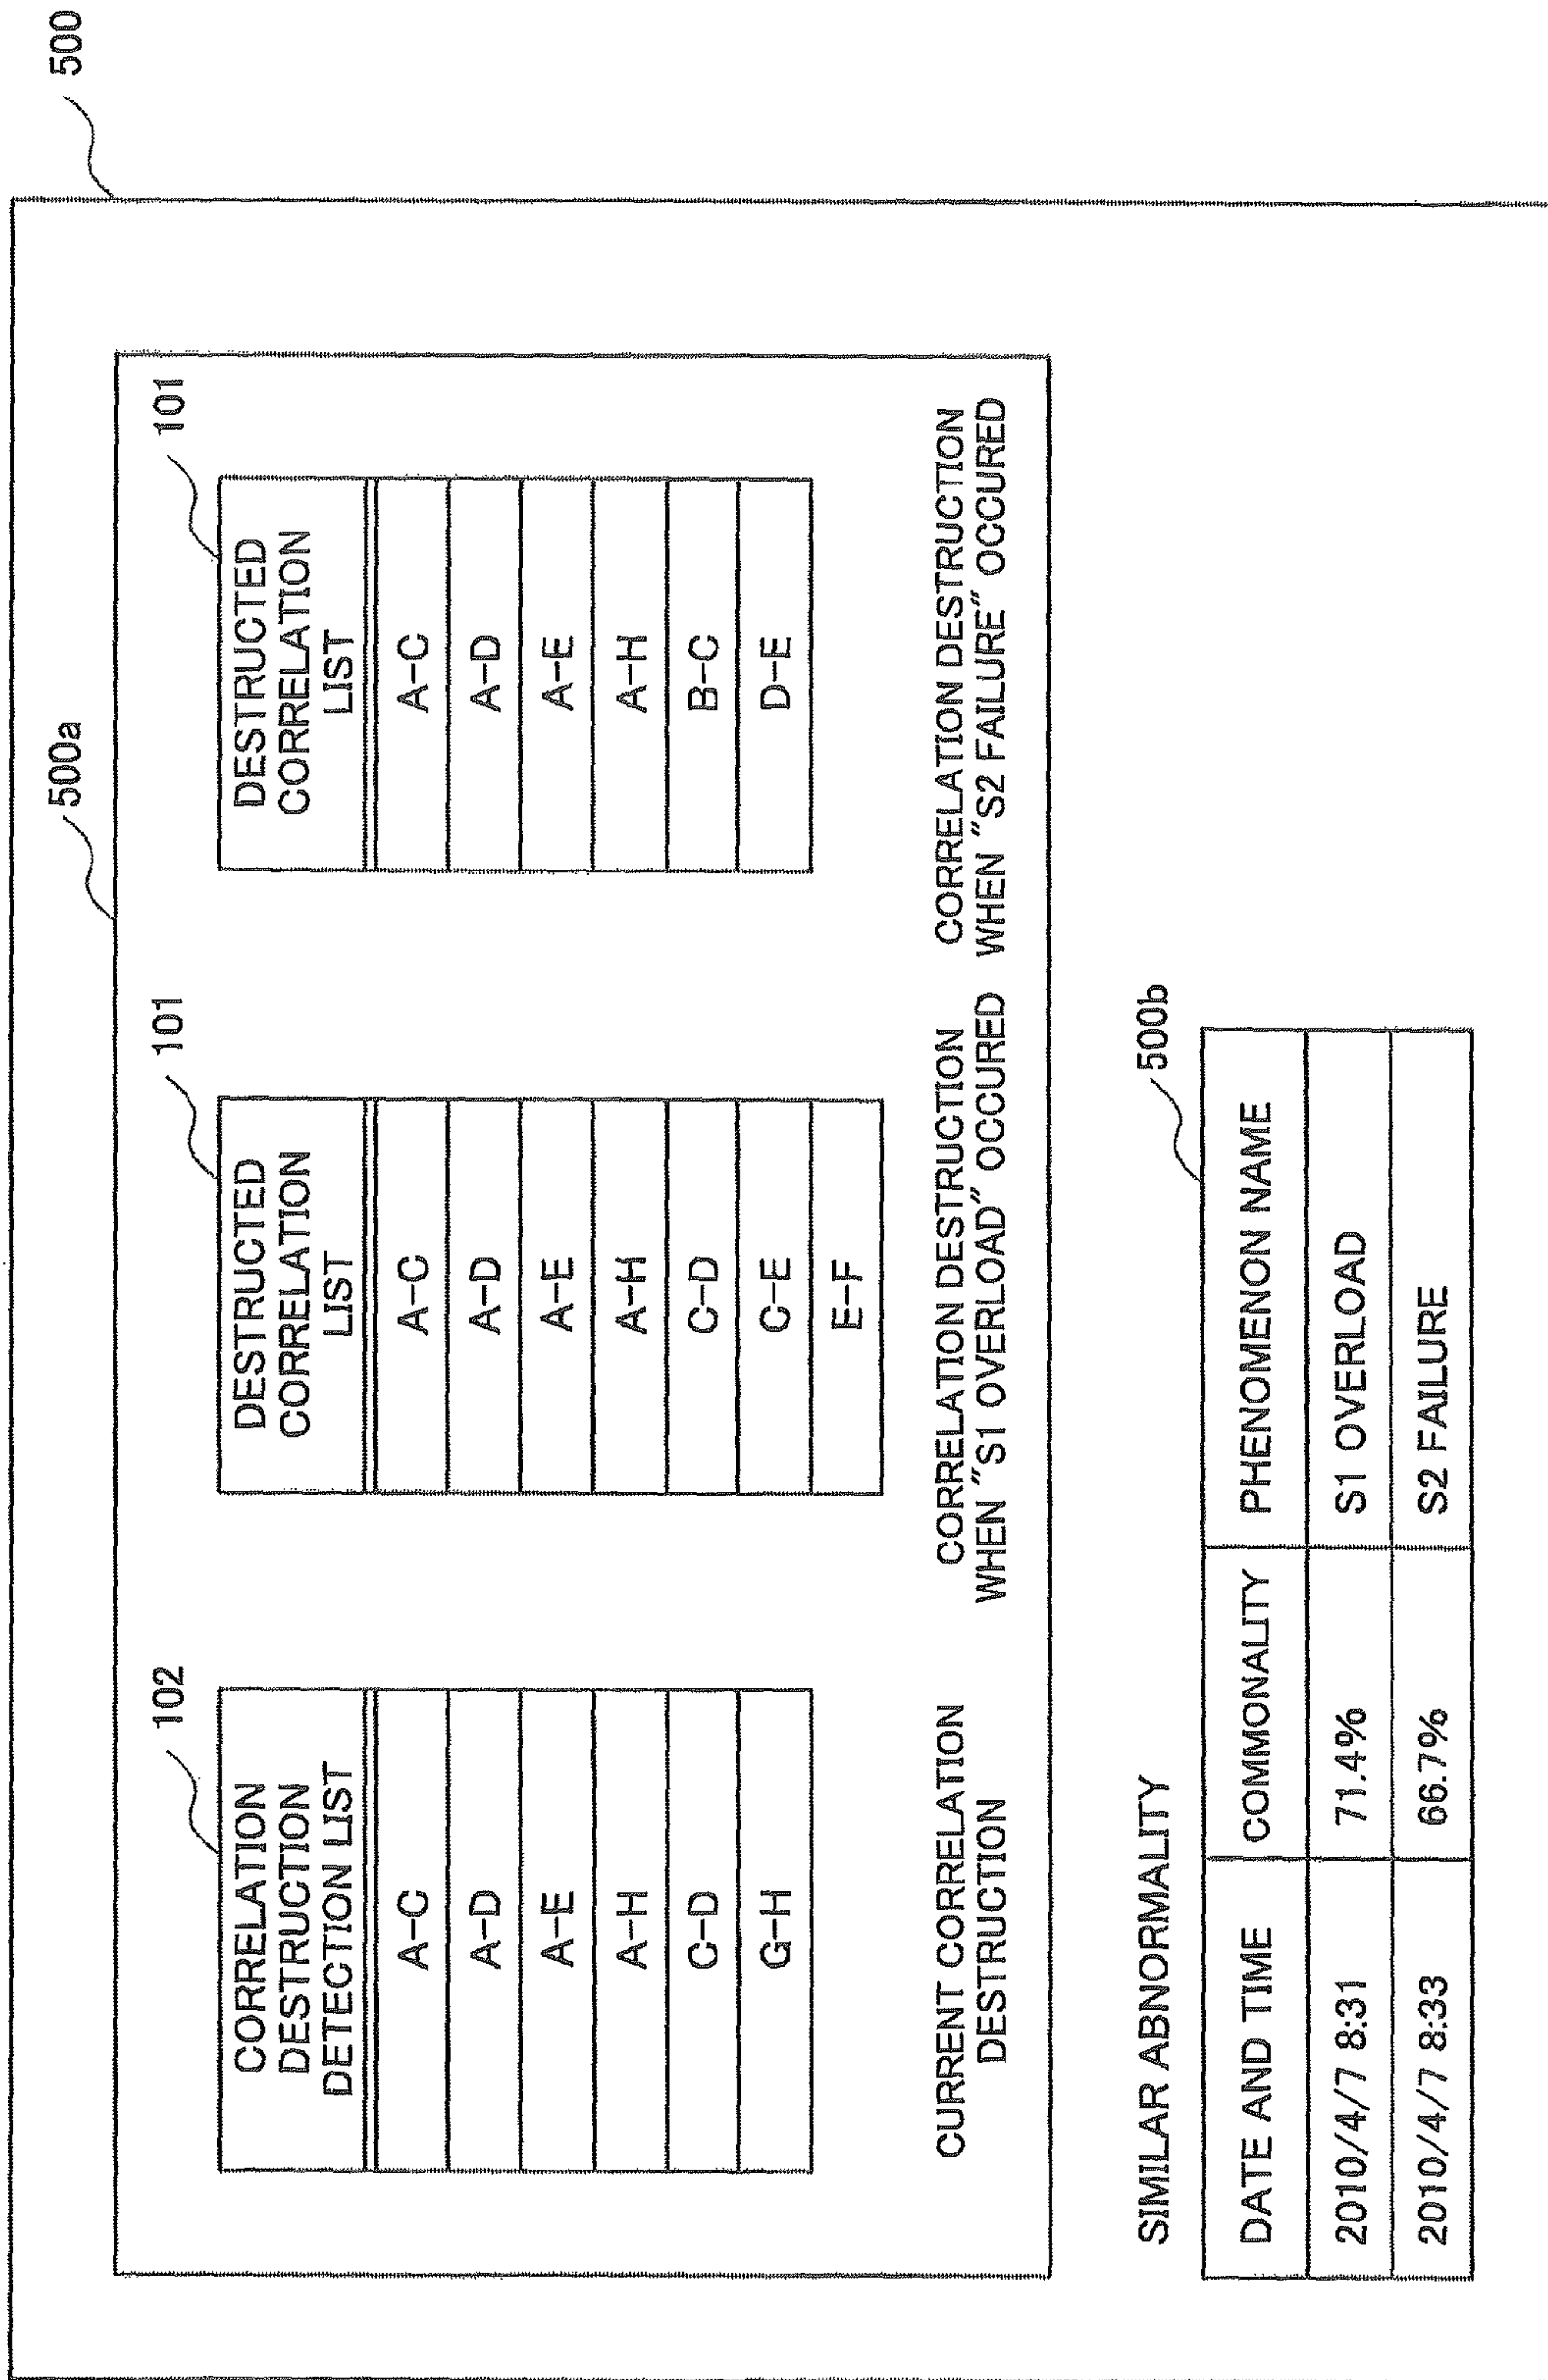 500
500a
102
CORRELATION
DESTRUCTION
DETECTION LIST
A-C
A-D
A-E
A-H
C-D
G-H
CURRENT CORRELATION
DESTRUCTION
101
DESTRUCTED
CORRELATION
LIST
A-C
A-D
A-E
A-H
C-D
C-E
E-F
CORRELATION DESTRUCTION
WHEN "S1 OVERLOAD" OCCURED
101
DESTRUCTED
CORRELATION
LIST
A-C
A-D
A-E
A-H
B-C
D-E
CORRELATION DESTRUCTION
WHEN "S2 FAILURE" OCCURED
SIMILAR ABNORMALITY
500b
DATE AND TIME COMMONALITY PHENOMENON NAME
2010/4/7 8:31 71.4% S1 OVERLOAD
2010/4/7 8:33 66.7% S2 FAILURE